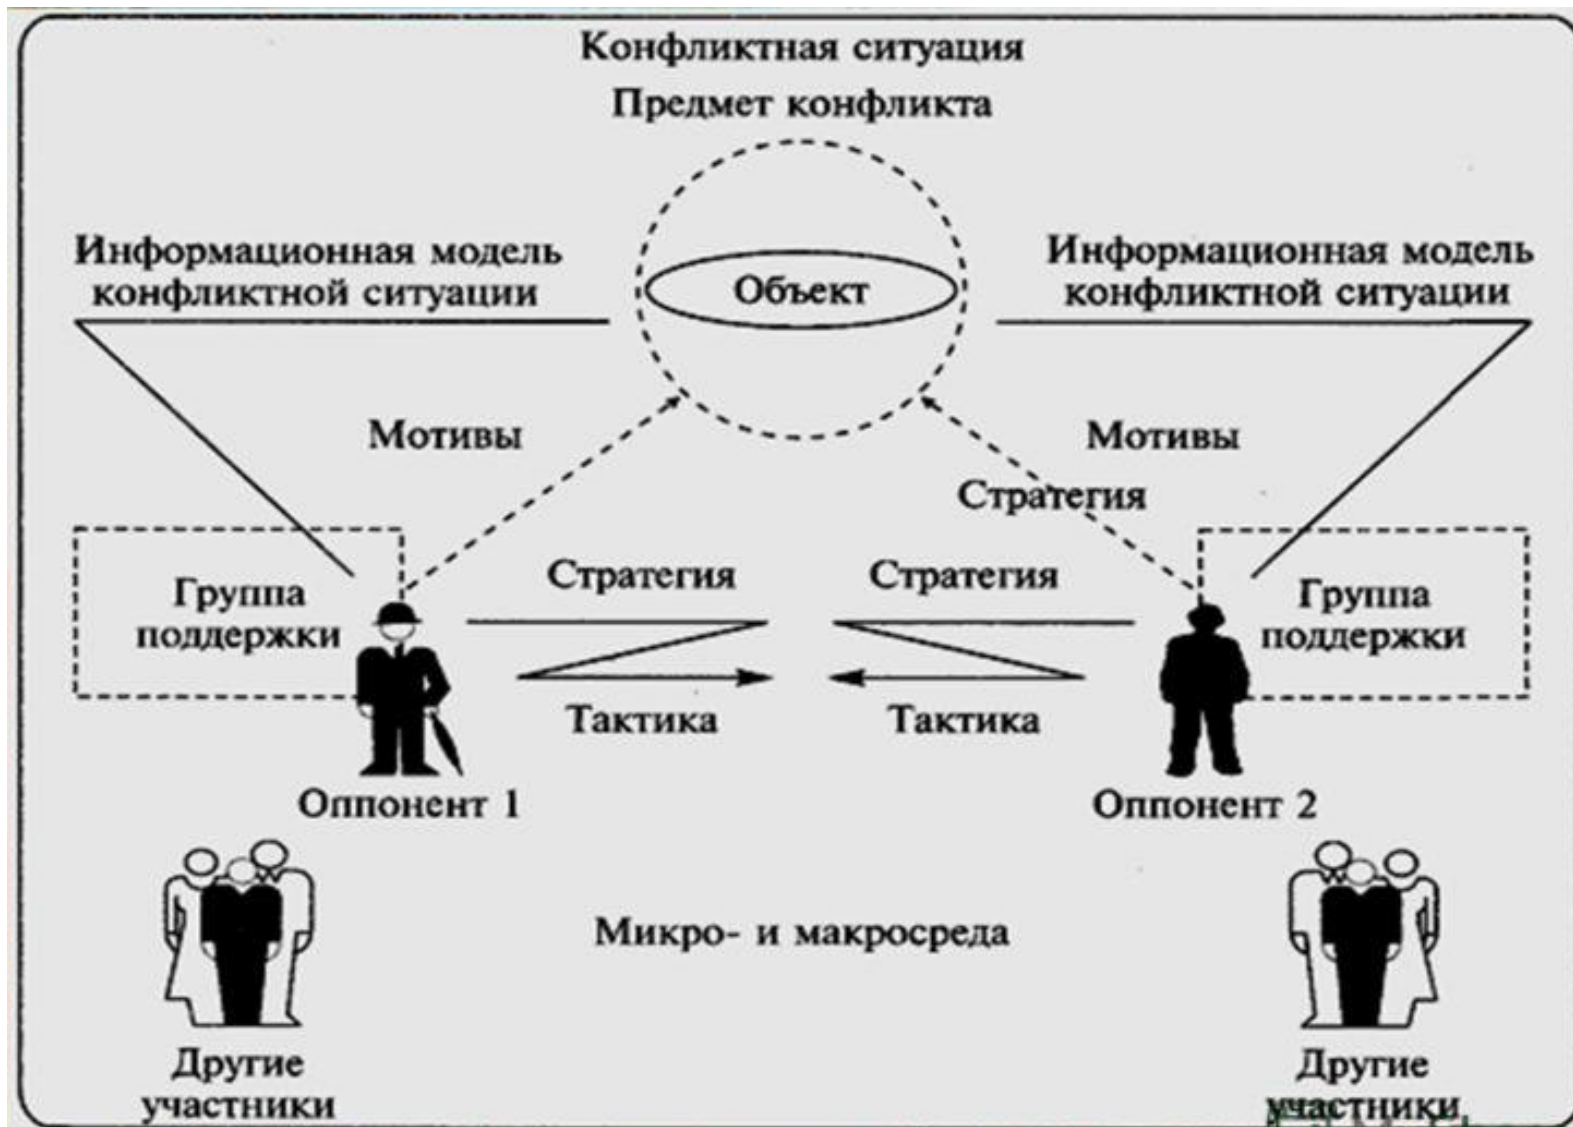 Конфликтная ситуация
Предмет конфликта
Информационная модель
конфликтной ситуации
Объект
Информационная модель
конфликтной ситуации
Мотивы
Мотивы
Стратегия
Группа
поддержки
Стратегия
Стратегия
Группа
поддержки
Тактика
Тактика
Оппонент 1
Оппонент 2
Микро- и макросреда
Другие
участники
Другие
участники